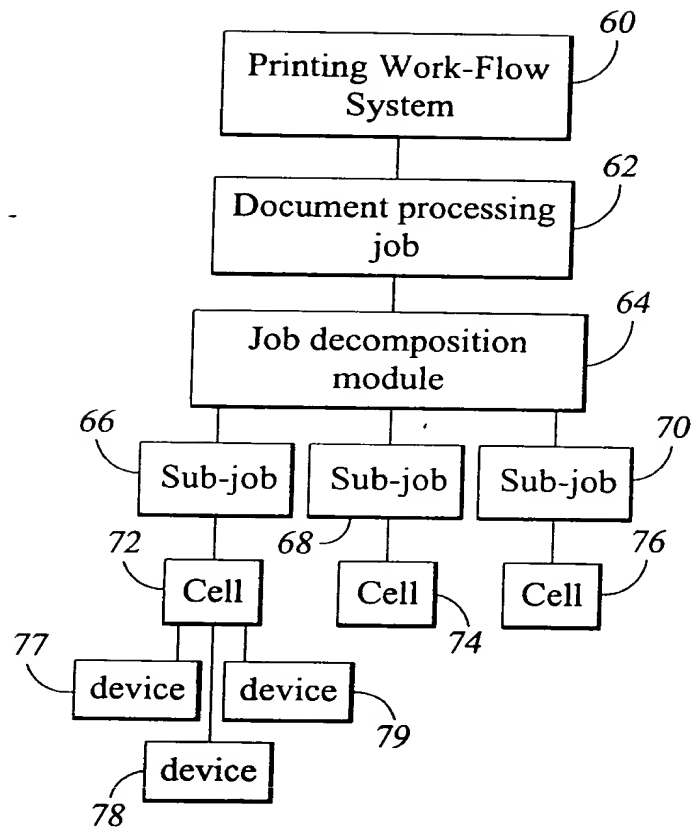 60
Printing Work-Flow
System
62
Document processing
job
64
Job decomposition
module
66
70
Sub-job
Sub-job
Sub-job
68
72
76
Cell
Cell
Cell
74
77
device
device
79
device
78